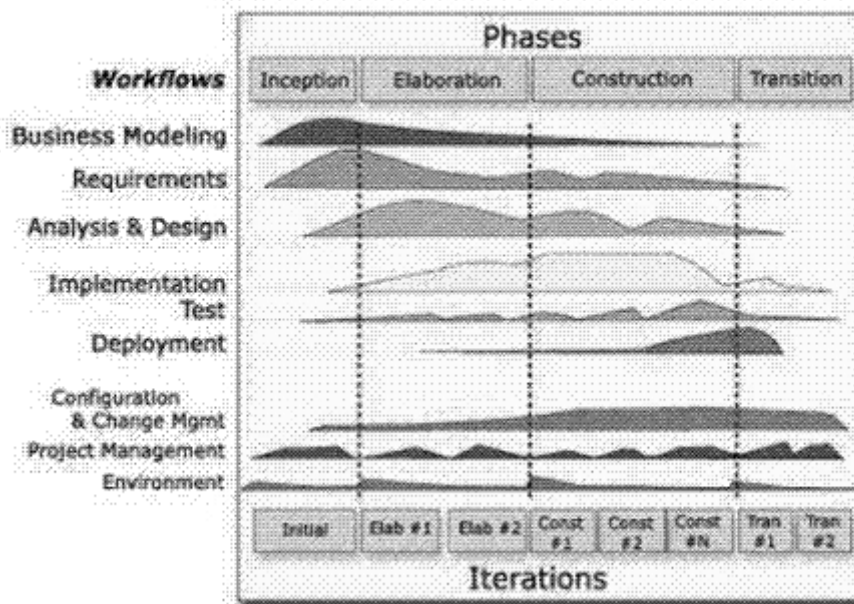 Phases
Workflows
Inception
Elaboration
Construction
Transition
Business Modeling
Requirements
Analysis & Design
Implementation
Test
Deployment
Configuration
& Change Mgmt
Project Management
Environment
Initial
Elab #1
Elab #2
Const
#1
Const
#2
Const
#N
Tran
#1
Tran
#2
Iterations